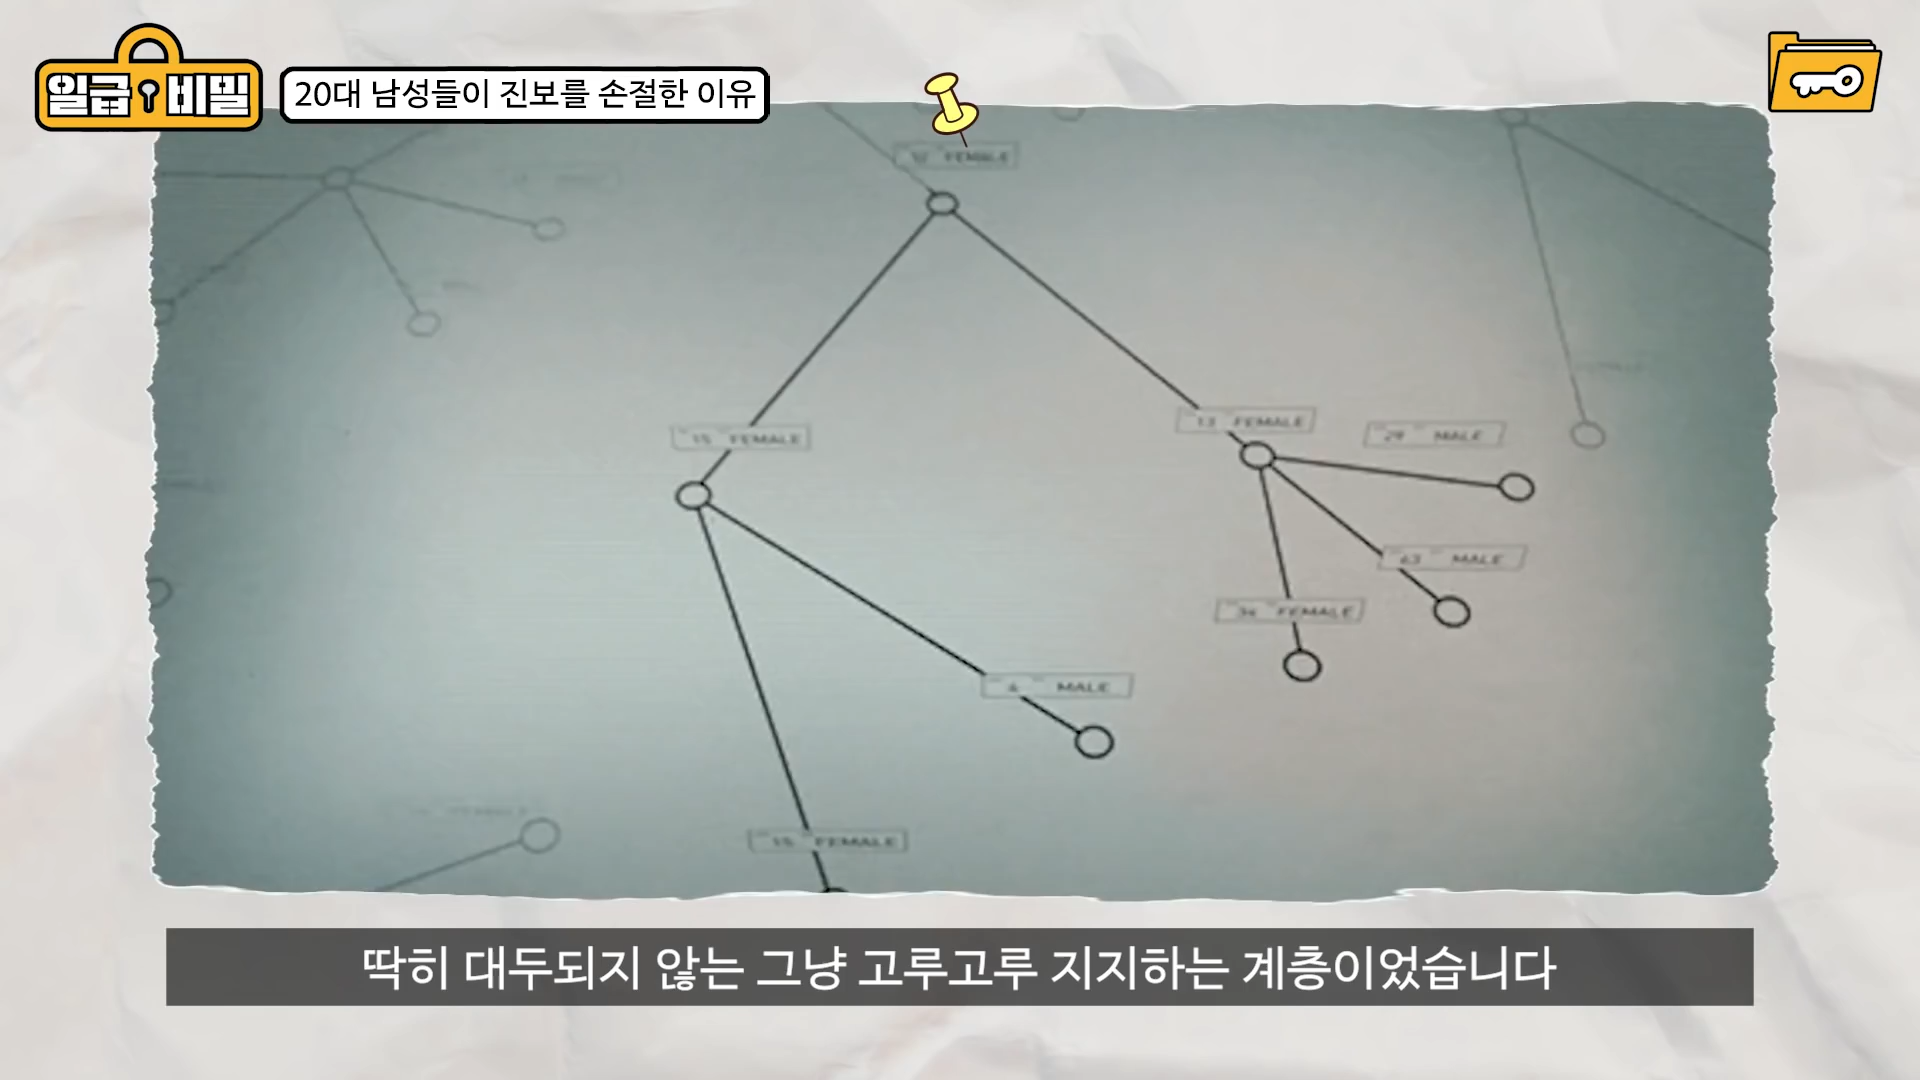 일급비밀
20대 남성들이 진보를 손절한 이유
FEMALE
15 FEMALE
13 FEMALE
29 MALE
63 MALE
FEMALE
MALE
15 FEMALE
딱히 대두되지 않는 그냥 고루고루 지지하는 계층이었습니다